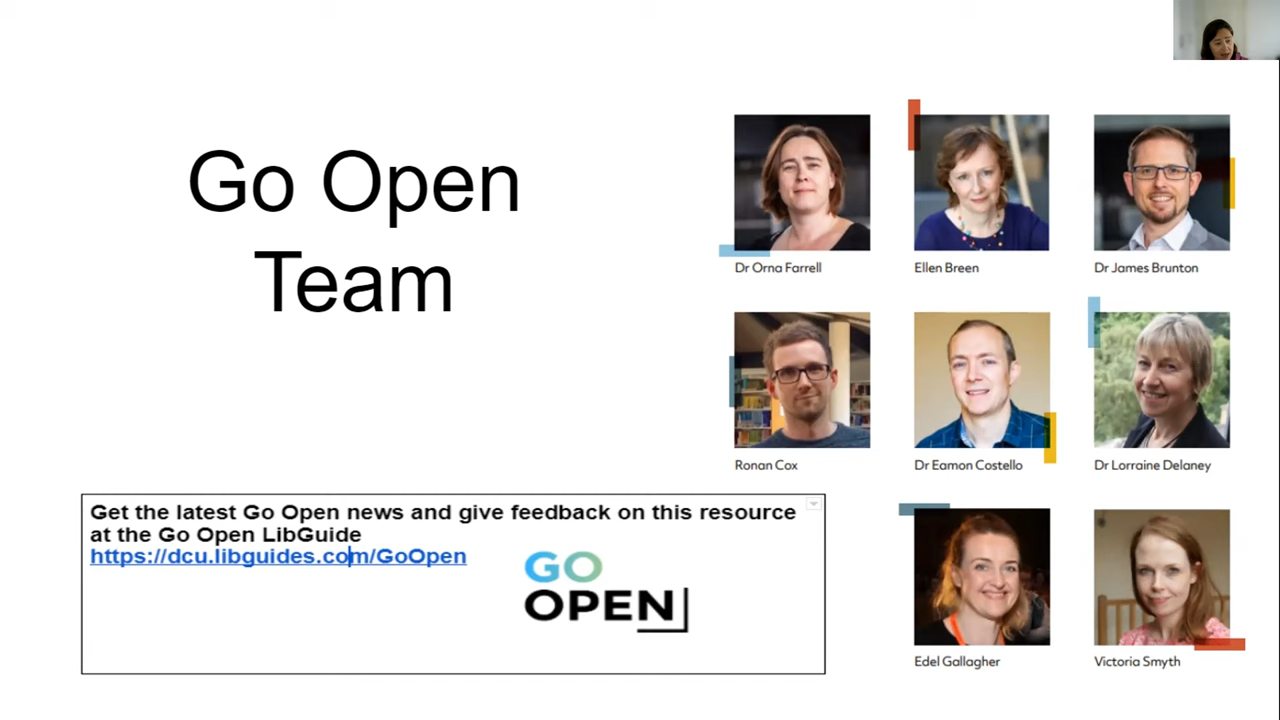 Go Open
Team
Dr Orna Farrell
Ellen Breen
Dr James Brunton
Ronan Cox
Dr Eamon Costello
Dr Lorraine Delaney
Edel Gallagher
Victoria Smyth
Get the latest Go Open news and give feedback on this resource
at the Go Open LibGuide
https://dcu.libguides.com/GoOpen
GO
OPEN